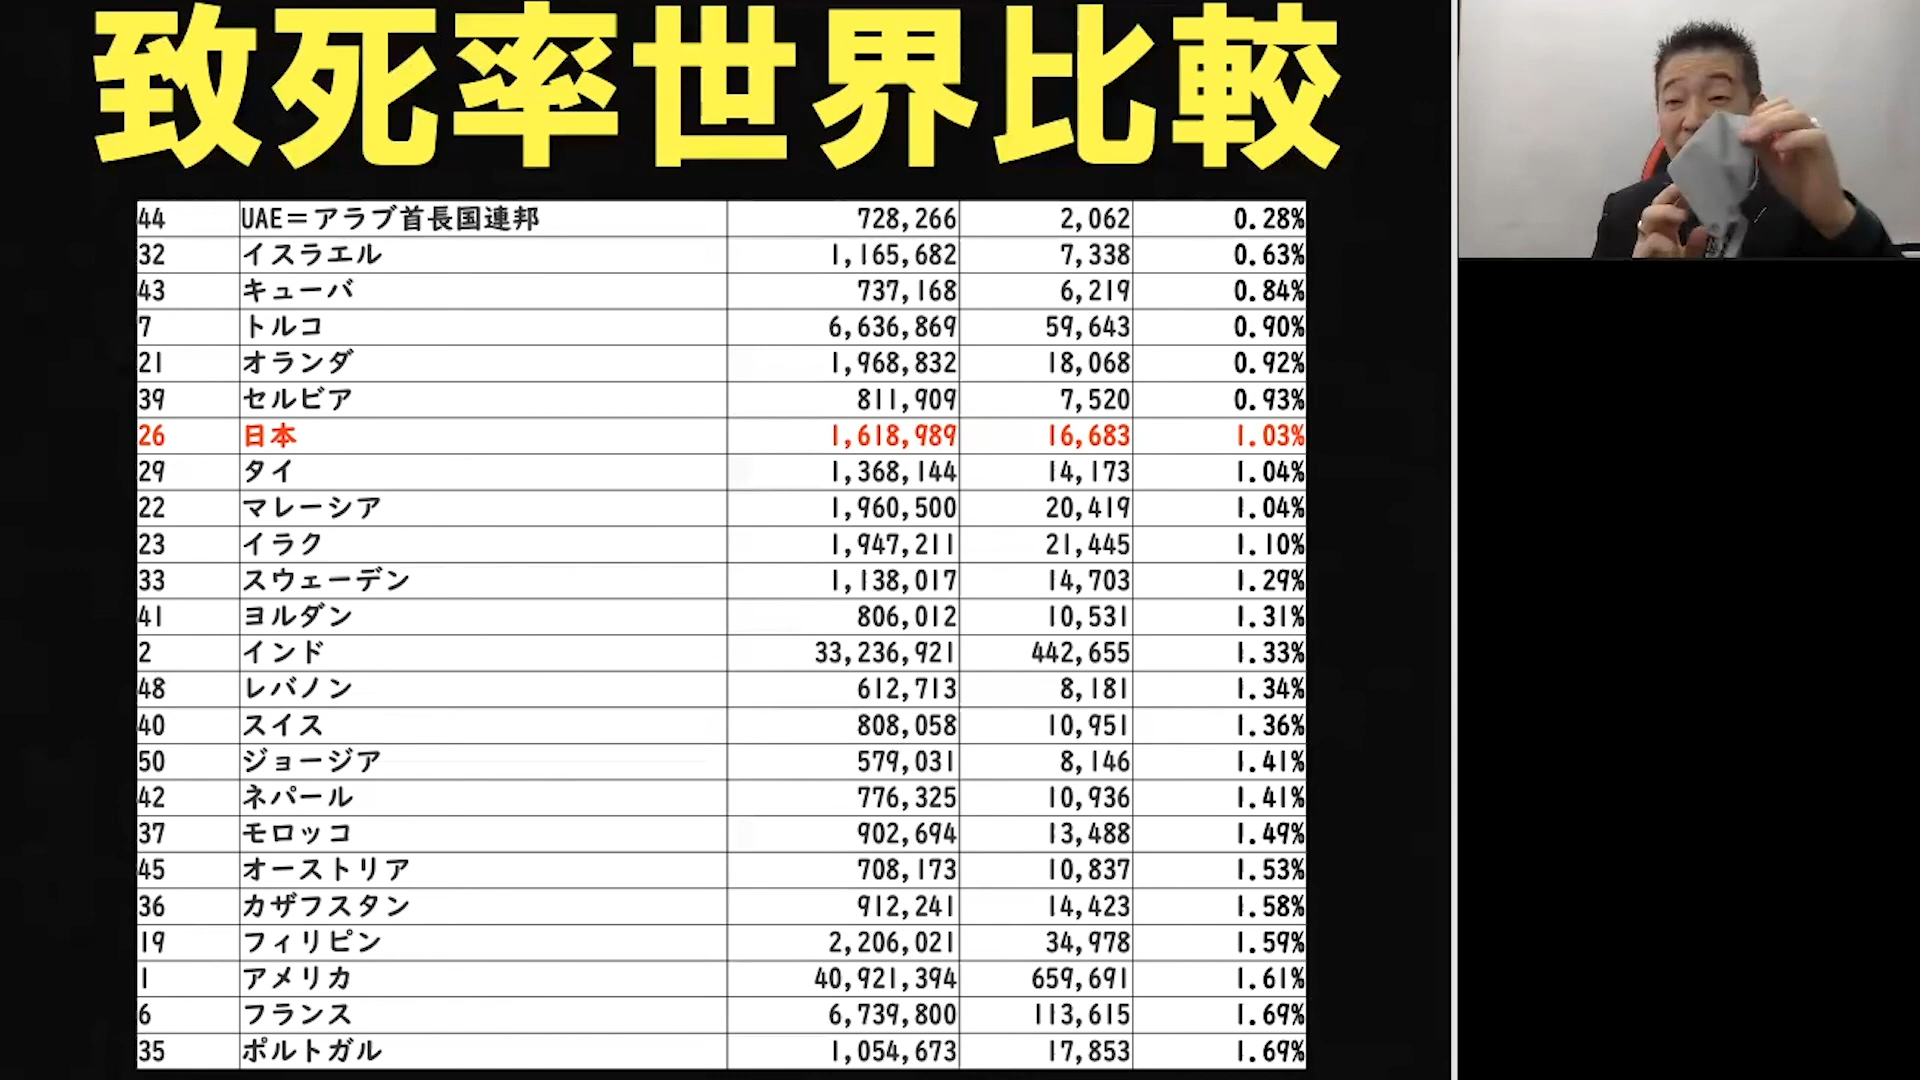 致死率世界比較
44 UAE＝アラブ首長国連邦 728,266 2,062 0.28%
32 イスラエル 1,165,682 7,338 0.63%
43 キューバ 737,168 6,219 0.84%
7 トルコ 6,636,869 59,643 0.90%
21 オランダ 1,968,832 18,068 0.92%
39 セルビア 811,909 7,520 0.93%
26 日本 1,618,989 16,683 1.03%
29 タイ 1,368,144 14,173 1.04%
22 マレーシア 1,960,500 20,419 1.04%
23 イラク 1,947,211 21,445 1.10%
33 スウェーデン 1,138,017 14,703 1.29%
41 ヨルダン 806,012 10,531 1.31%
2 インド 33,236,921 442,655 1.33%
48 レバノン 612,713 8,181 1.34%
40 スイス 808,058 10,951 1.36%
50 ジョージア 579,031 8,146 1.41%
42 ネパール 776,325 10,936 1.41%
37 モロッコ 902,694 13,488 1.49%
45 オーストリア 708,173 10,837 1.53%
36 カザフスタン 912,241 14,423 1.58%
19 フィリピン 2,206,021 34,978 1.59%
1 アメリカ 40,921,394 659,691 1.61%
6 フランス 6,739,800 113,615 1.69%
35 ポルトガル 1,054,673 17,853 1.69%